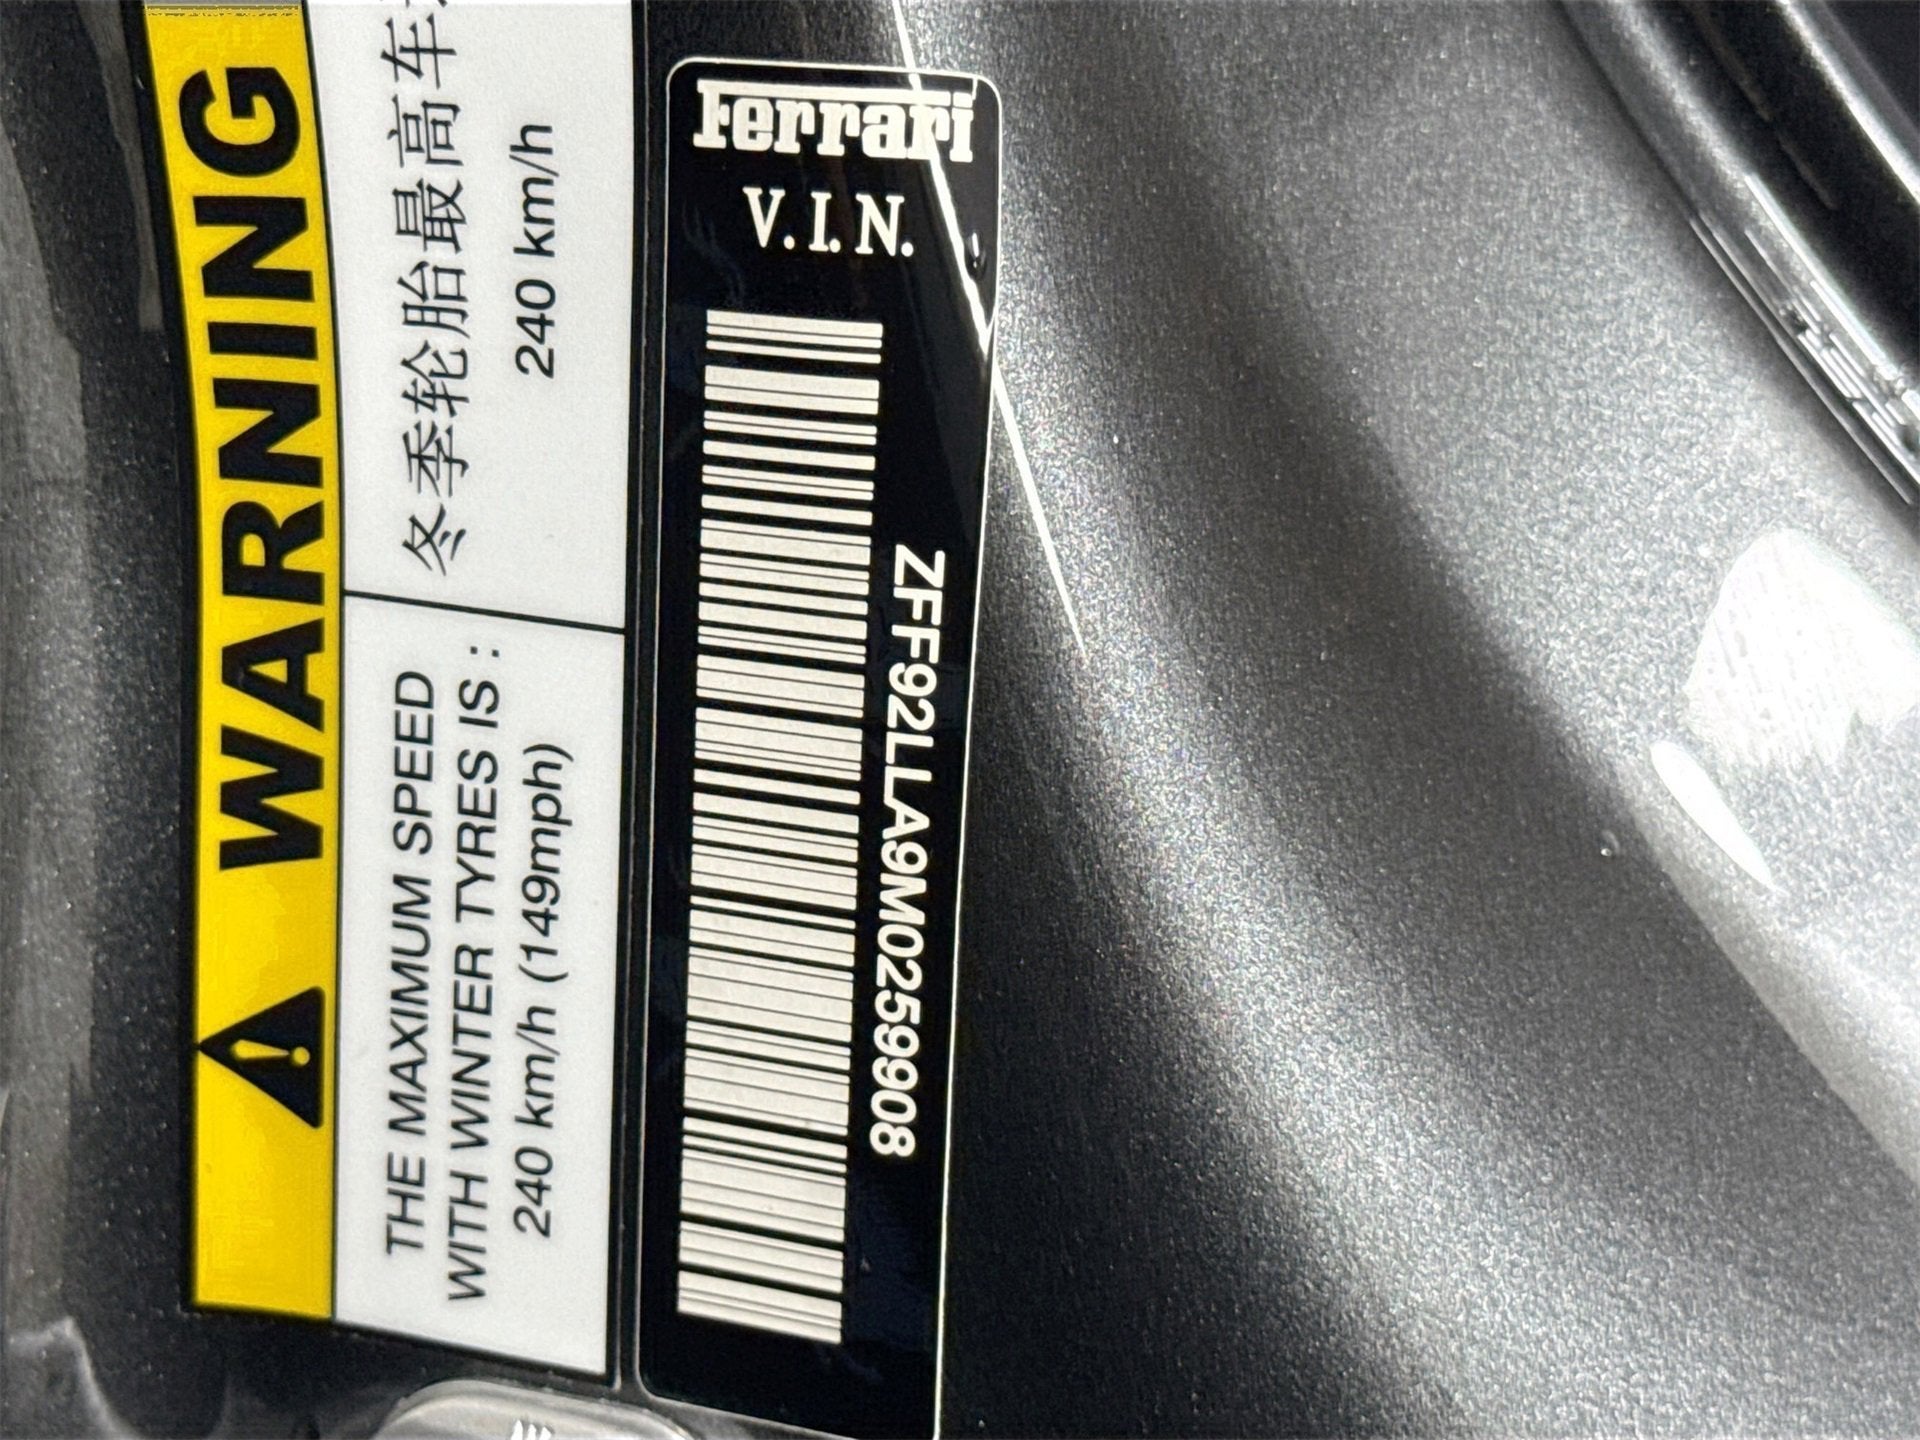 WARNING
冬季轮胎最高车
240 km/h
THE MAXIMUM SPEED
WITH WINTER TYRES IS :
240 km/h (149mph)
Ferrari
V.I.N.
ZFF92LLA9M0259908